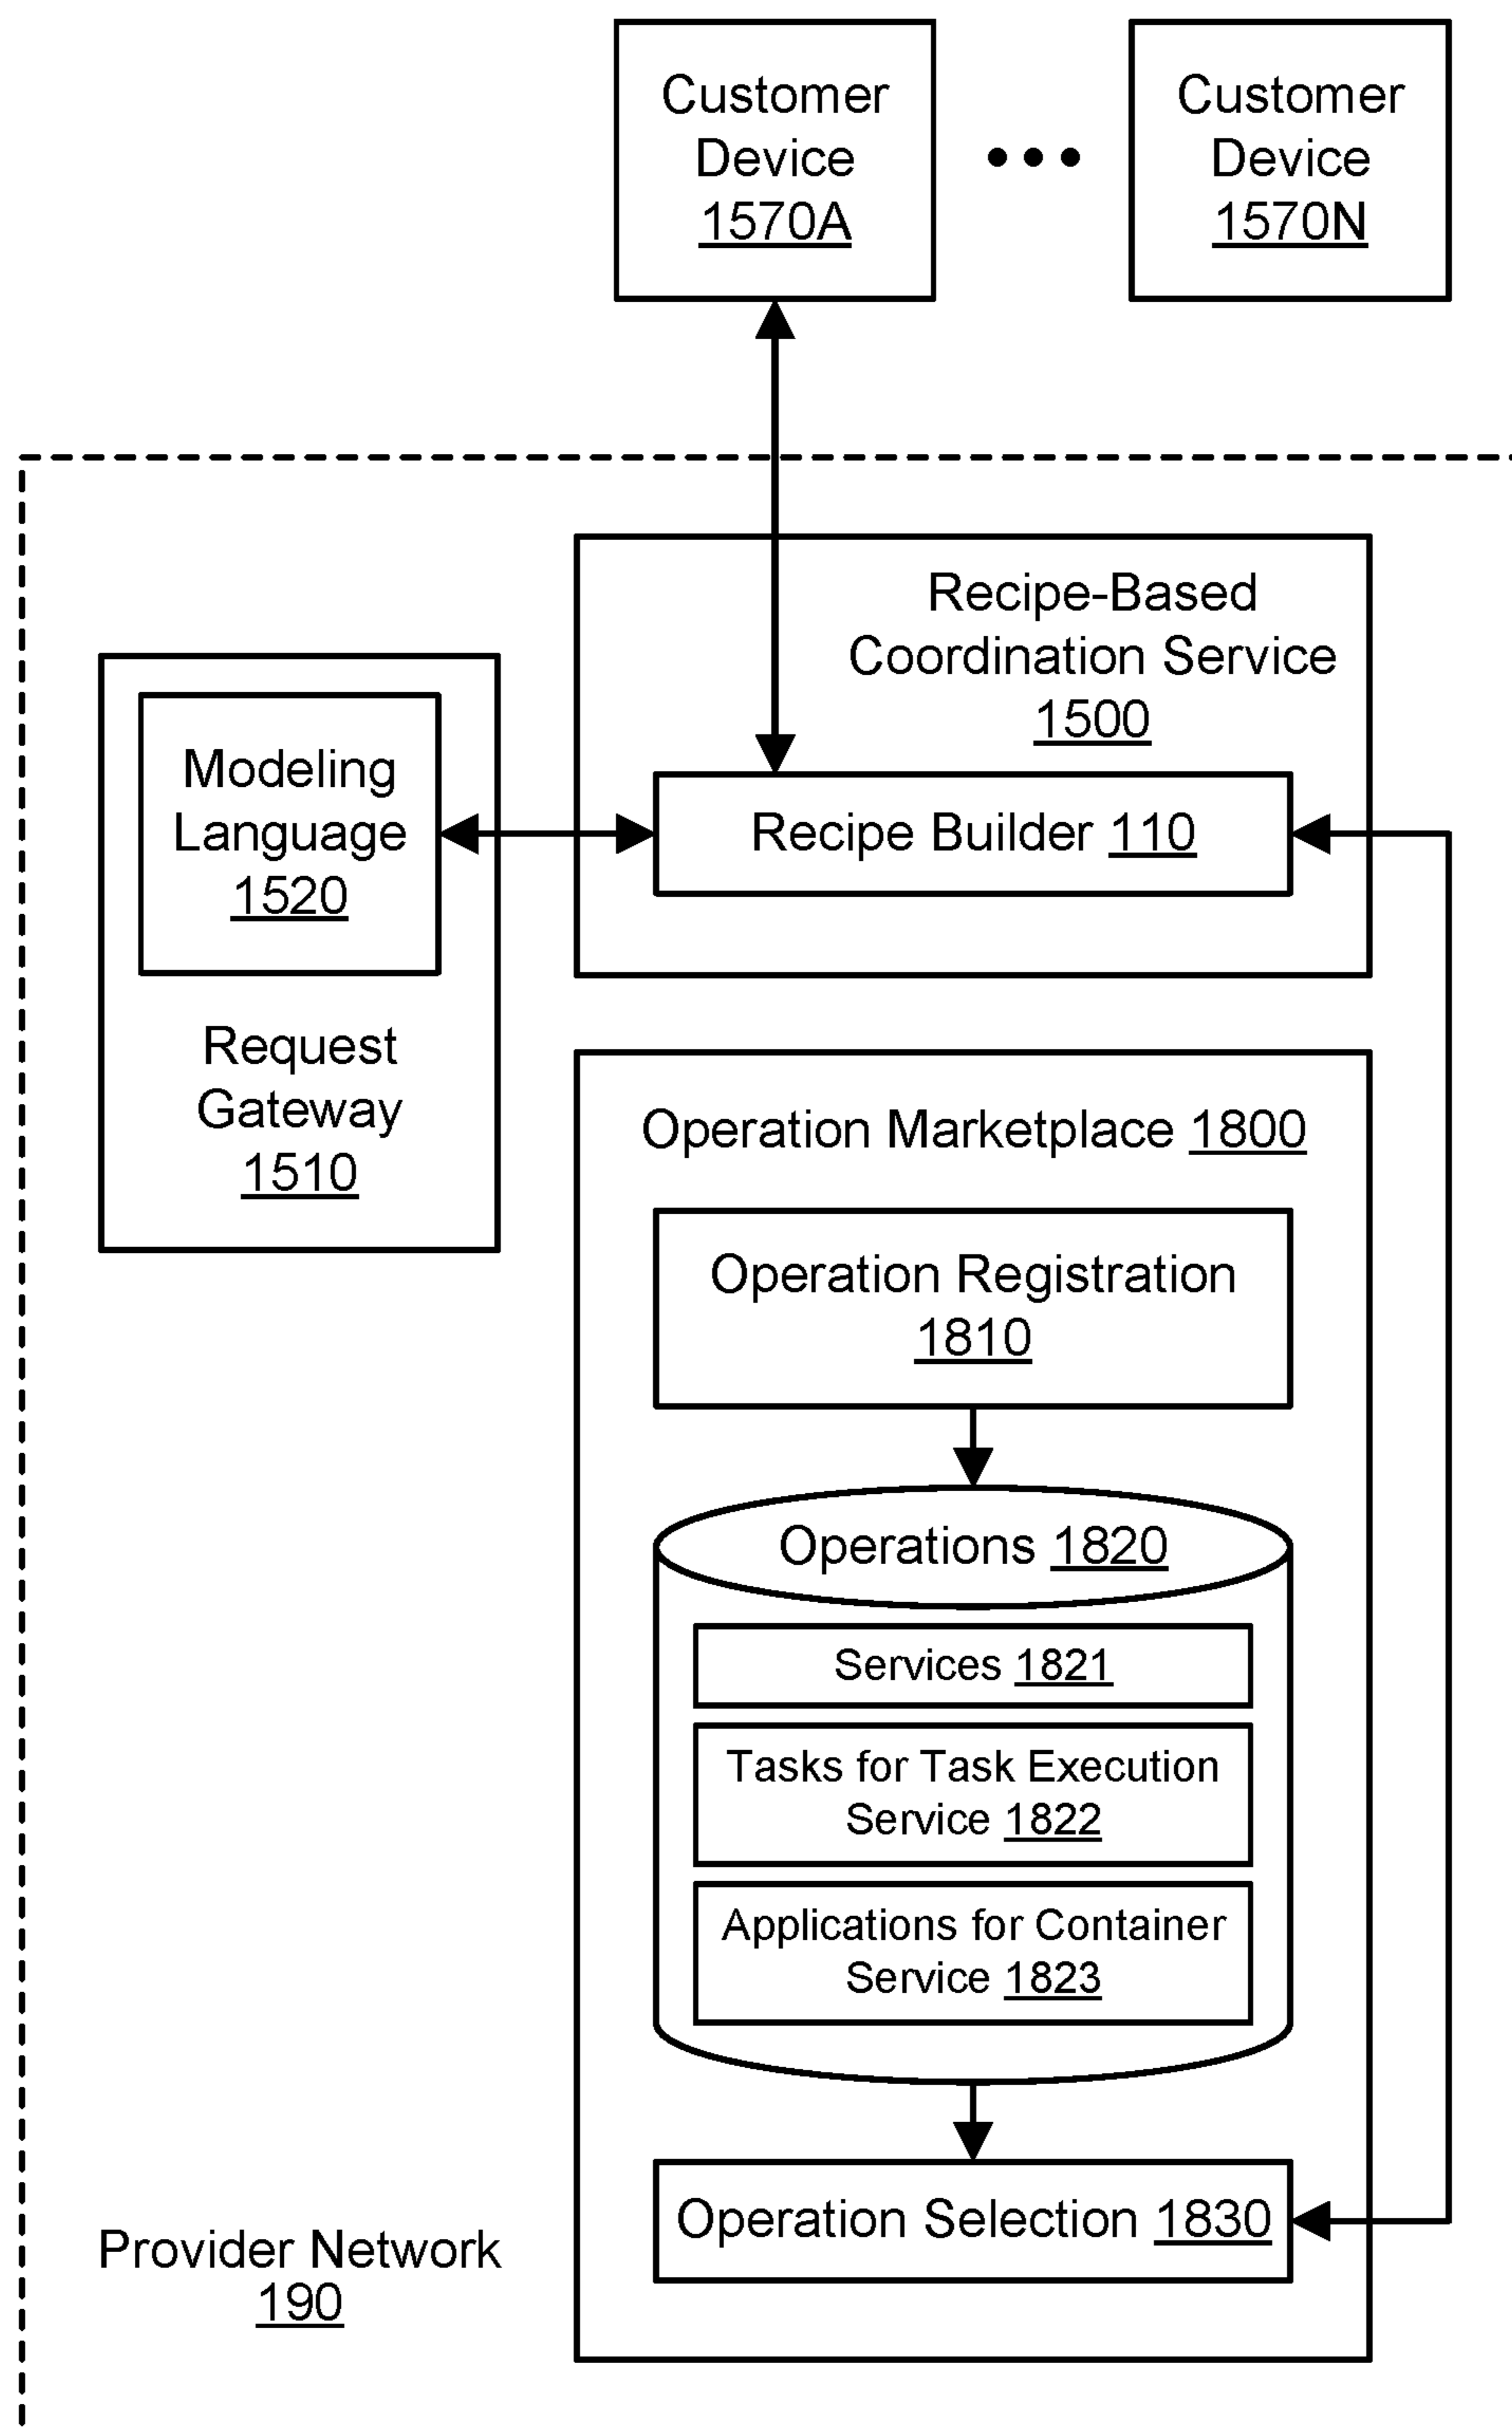 Customer
Device
1570A
Customer
Device
1570N
Recipe-Based
Coordination Service
1500
Recipe Builder 110
Modeling
Language
1520
Request
Gateway
1510
Operation Marketplace 1800
Operation Registration
1810
Operations 1820
Services 1821
Tasks for Task Execution
Service 1822
Applications for Container
Service 1823
Operation Selection 1830
Provider Network
190